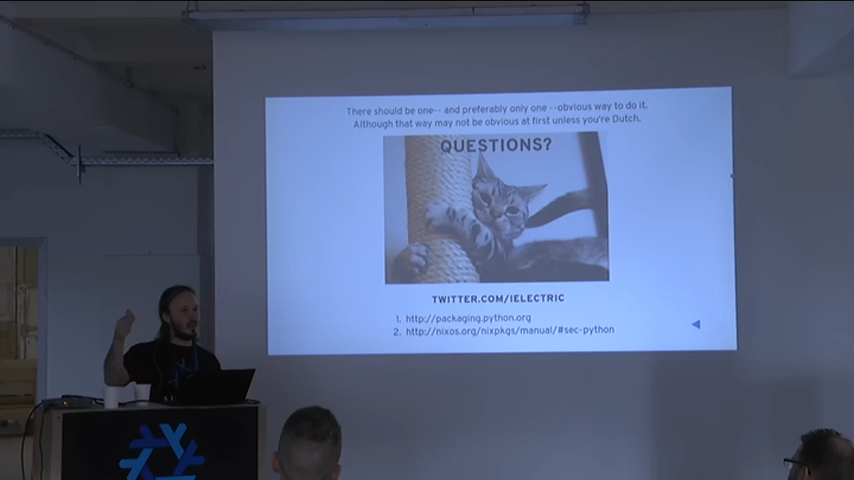 There should be one-- and preferably only one --obvious way to do it.
Although that way may not be obvious at first unless you're Dutch.
QUESTIONS?
TWITTER.COM/IELECTRIC
1. http://packaging.python.org
2. http://nixos.org/nixpkgs/manual/#sec-python